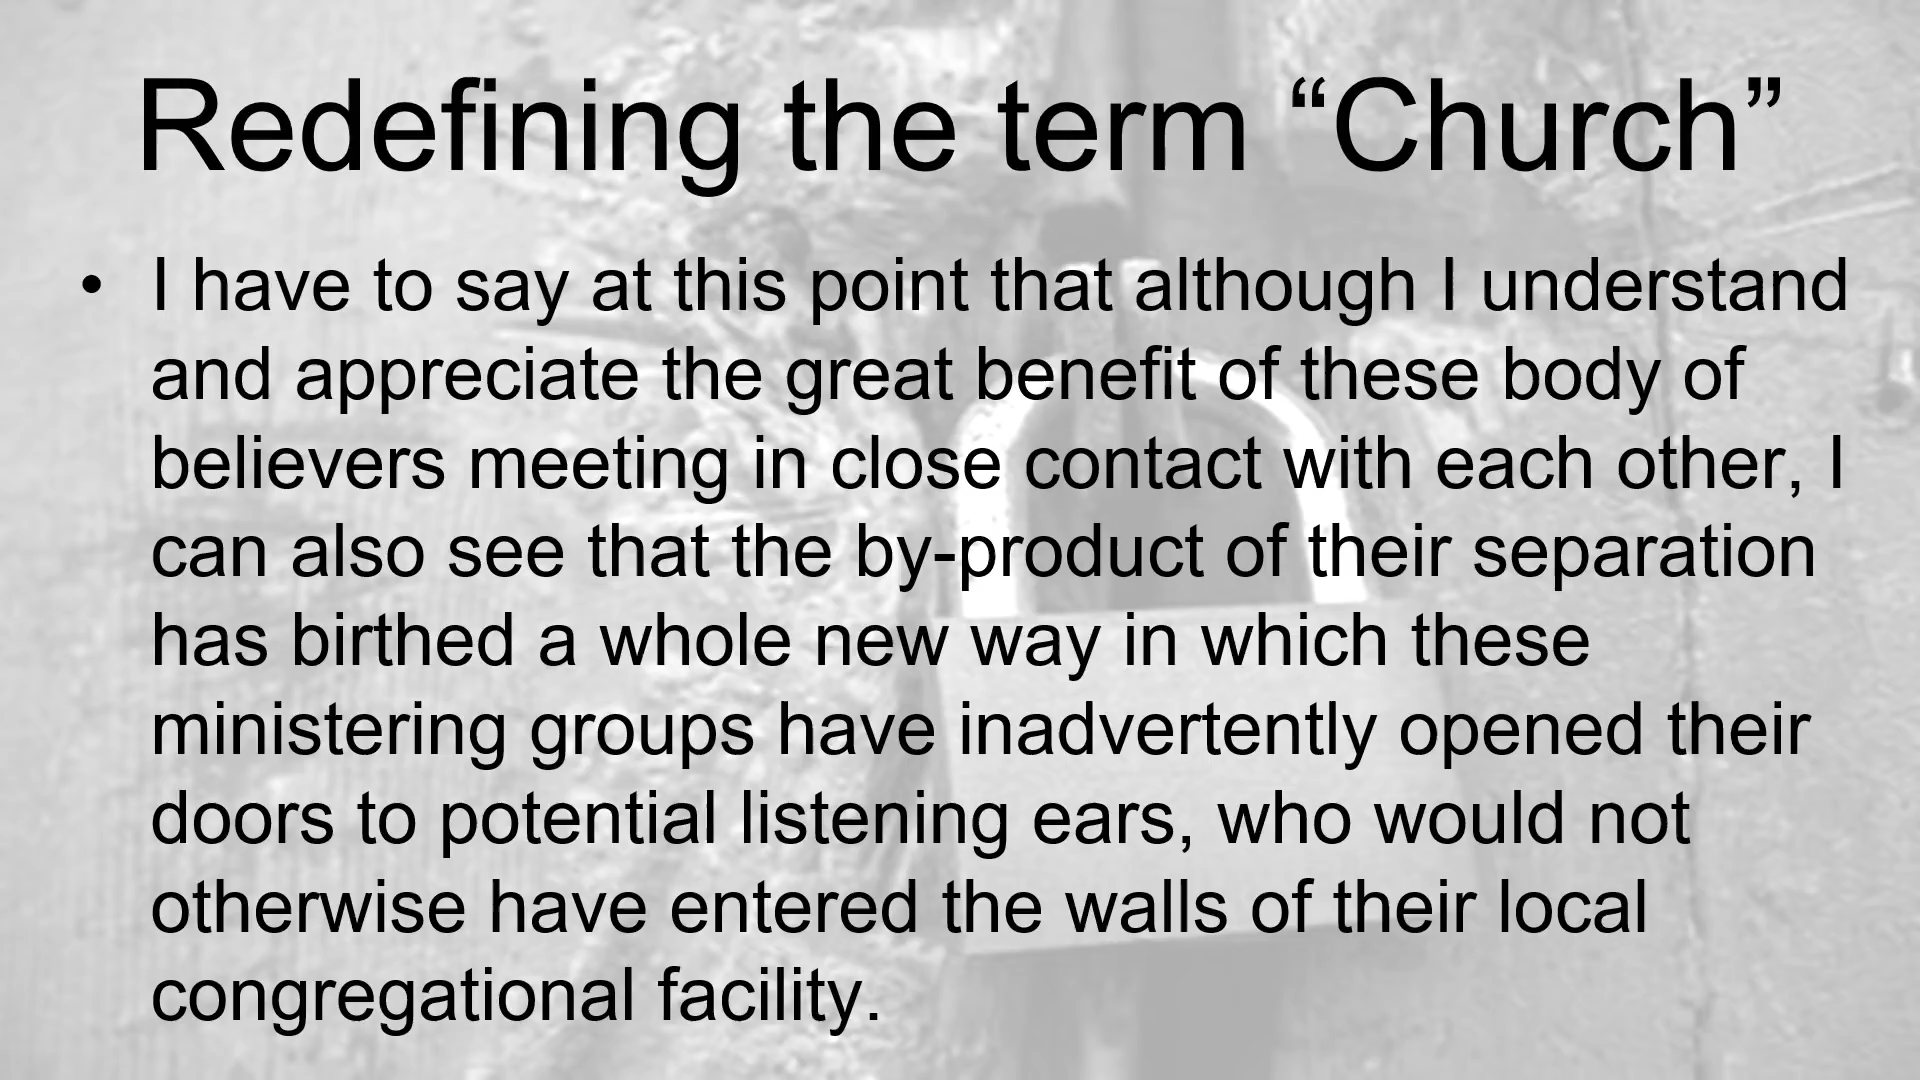 Redefining the term “Church”
• I have to say at this point that although I understand
and appreciate the great benefit of these body of
believers meeting in close contact with each other, I
can also see that the by-product of their separation
has birthed a whole new way in which these
ministering groups have inadvertently opened their
doors to potential listening ears, who would not
otherwise have entered the walls of their local
congregational facility.